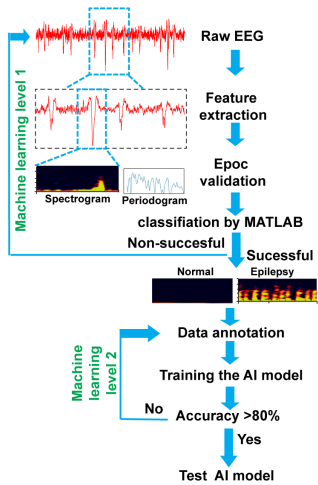 Raw EEG
Machine learning level 1
Feature
extraction
Epoc
validation
Spectrogram
Periodogram
classifiation by MATLAB
Non-succesful
Sucessful
Normal
Epilepsy
Data annotation
Machine
learning
level 2
Training the AI model
No
Accuracy >80%
Yes
Test AI model